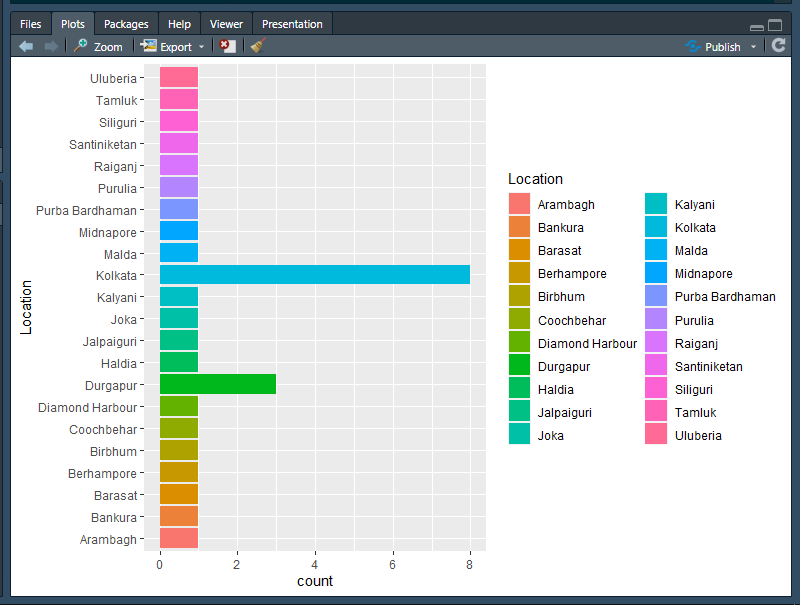 Files Plots Packages Help Viewer Presentation
Zoom Export Publish
Uluberia
Tamluk
Siliguri
Santiniketan
Raiganj
Purulia
Purba Bardhaman
Midnapore
Malda
Kolkata
Kalyani
Joka
Jalpaiguri
Haldia
Durgapur
Diamond Harbour
Coochbehar
Birbhum
Berhampore
Barasat
Bankura
Arambagh
Location
0 2 4 6 8
count
Location
Arambagh
Bankura
Barasat
Berhampore
Birbhum
Coochbehar
Diamond Harbour
Durgapur
Haldia
Jalpaiguri
Joka
Kalyani
Kolkata
Malda
Midnapore
Purba Bardhaman
Purulia
Raiganj
Santiniketan
Siliguri
Tamluk
Uluberia